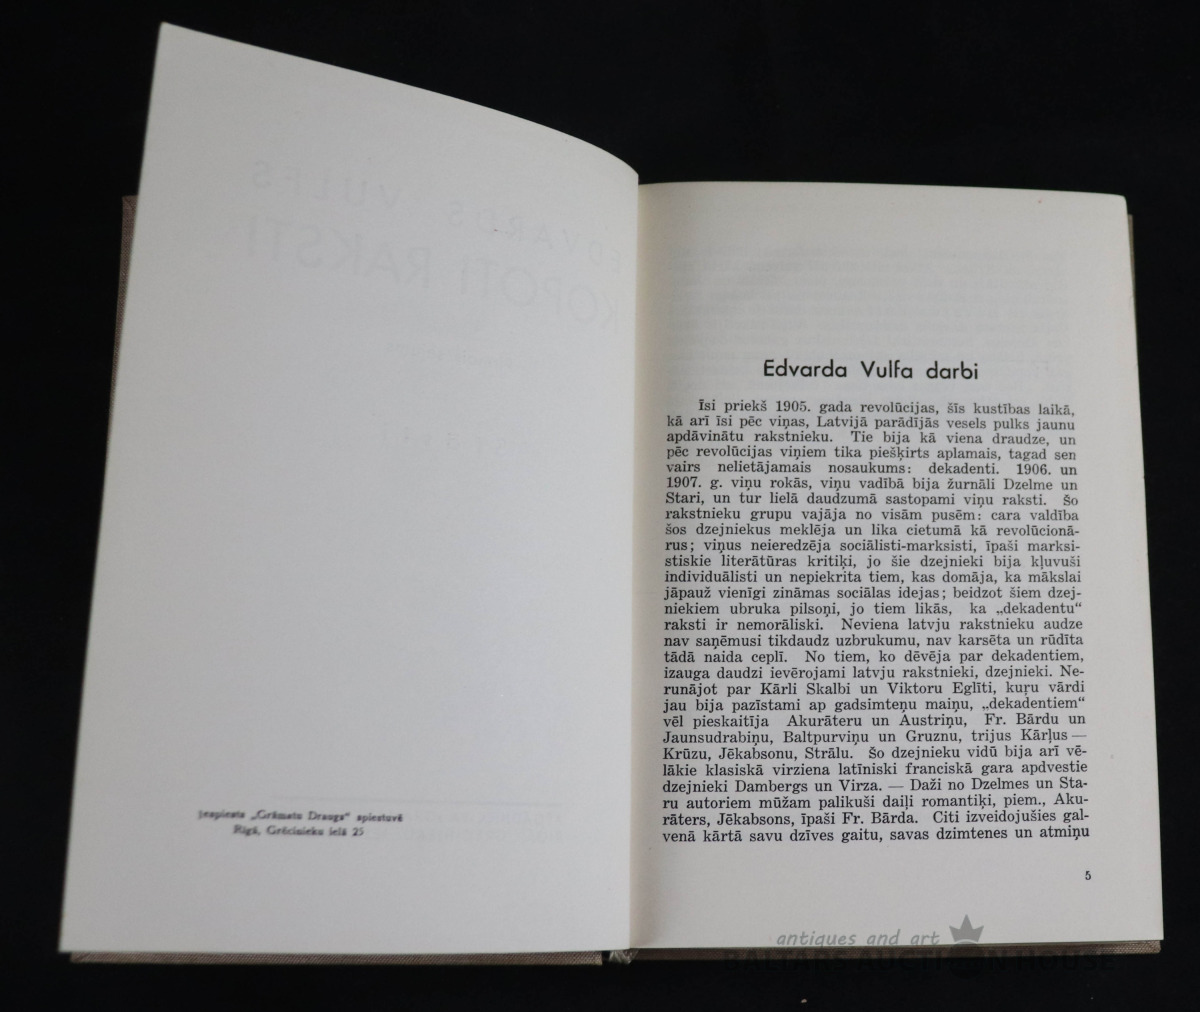 Iespiests „Grāmatu Draugs“ spiestuvē
Rīgā, Grēcinieku ielā 25
Edvarda Vulfa darbi
Īsi priekš 1905. gada revolūcijas, šīs kustības laikā,
kā arī īsi pēc viņas, Latvijā parādījās vesels pulks jaunu
apdāvinātu rakstnieku. Tie bija kā viena draudze, un
pēc revolūcijas viņiem tika piešķirts aplamais, tagad sen
vairs nelietājamais nosaukums: dekadenti. 1906. un
1907. g. viņu rokās, viņu vadībā bija žurnāli Dzelme un
Stari, un tur lielā daudzumā sastopami viņu raksti. Šo
rakstnieku grupu vajāja no visām pusēm: cara valdība
šos dzejniekus meklēja un lika cietumā kā revolūcionā-
rus; viņus neieredzēja sociālisti-marksisti, īpaši marksi-
stiskie literātūras kritiķi, jo šie dzejnieki bija kļuvuši
individuālisti un nepiekrita tiem, kas domāja, ka mākslai
jāpauž vienīgi zināmas sociālas idejas; beidzot šiem dzej-
niekiem ubruka pilsoņi, jo tiem likās, ka „dekadentu“
raksti ir nemorāliski. Neviena latvju rakstnieku audze
nav saņēmusi tikdaudz uzbrukumu, nav karsēta un rūdīta
tādā naida ceplī. No tiem, ko dēvēja par dekadentiem,
izauga daudzi ievērojami latvju rakstnieki, dzejnieki. Ne-
runājot par Kārli Skalbi un Viktoru Eglīti, kuŗu vārdi
jau bija pazīstami ap gadsimteņu maiņu, „dekadentiem“
vēl pieskaitīja Akurāteru un Austriņu, Fr. Bārdu un
Jaunsudrabiņu, Baltpurviņu un Gruznu, trijus Kārļus —
Krūzu, Jēkabsonu, Strālu. Šo dzejnieku vidū bija arī vē-
lākie klasiskā virziena latīniski franciskā gara apdvestie
dzejnieki Dambergs un Virza. — Daži no Dzelmes un Sta-
ru autoriem mūžam palikuši daiļi romantiķi, piem., Aku-
rāters, Jēkabsons, īpaši Fr. Bārda. Citi izveidojušies gal-
venā kārtā savu dzīves gaitu, savas dzimtenes un atmiņu
5
antiques and art
BALTARS AUCTION HOUSE